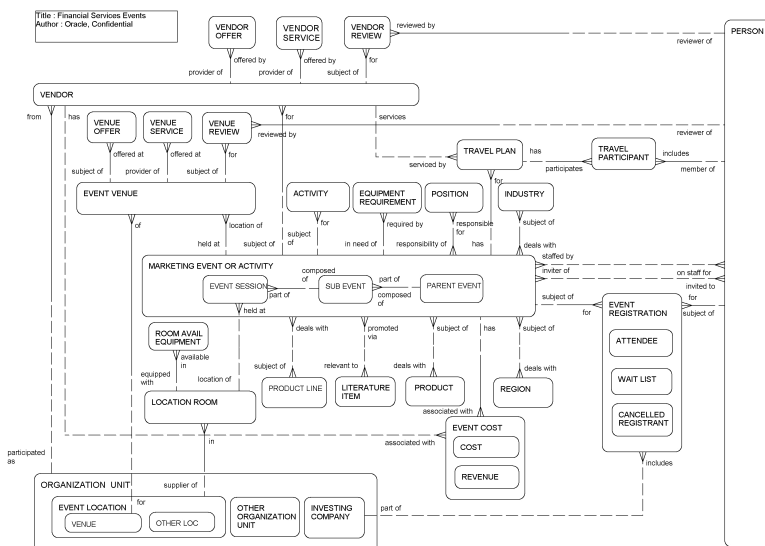 Title : Financial Services Events
Author : Oracle, Confidential
VENDOR
OFFER
VENDOR
SERVICE
VENDOR
REVIEW
reviewed by
reviewer of
PERSON
offered by
offered by
for
provider of
provider of
subject of
VENDOR
from
has
for
services
VENUE
OFFER
VENUE
SERVICE
VENUE
REVIEW
reviewed by
reviewer of
offered at
offered at
for
subject of
provider of
subject of
serviced by
TRAVEL PLAN
has
participates
TRAVEL
PARTICIPANT
includes
member of
for
EVENT VENUE
of
location of
ACTIVITY
EQUIPMENT
REQUIREMENT
POSITION
INDUSTRY
for
required by
responsible
for
subject of
held at
subject of
subject
of
in need of
responsibility of
has
deals with
staffed by
inviter of
on staff for
invited to
MARKETING EVENT OR ACTIVITY
EVENT SESSION
composed
of
part of
SUB EVENT
part of
composed
of
PARENT EVENT
held at
subject of
for
for
subject of
EVENT
REGISTRATION
ATTENDEE
WAIT LIST
CANCELLED
REGISTRANT
includes
deals with
promoted
via
subject of
has
subject of
ROOM AVAIL
EQUIPMENT
available
in
equipped
with
location of
subject of
relevant to
deals with
deals with
PRODUCT LINE
LITERATURE
ITEM
PRODUCT
REGION
LOCATION ROOM
in
associated with
associated with
EVENT COST
COST
REVENUE
participated
as
supplier of
ORGANIZATION UNIT
EVENT LOCATION
for
VENUE
OTHER LOC
OTHER
ORGANIZATION
UNIT
INVESTING
COMPANY
part of